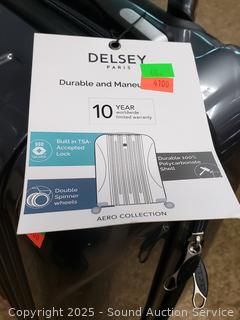 DELSEY
PARIS
Durable and Maneu
4100
10 YEAR
worldwide
limited warranty
Built in TSA-
Accepted
Lock
Durable 100%
Polycarbonate
Shell
Double
Spinner
wheels
AERO COLLECTION
Copyright 2025 - Sound Auction Service